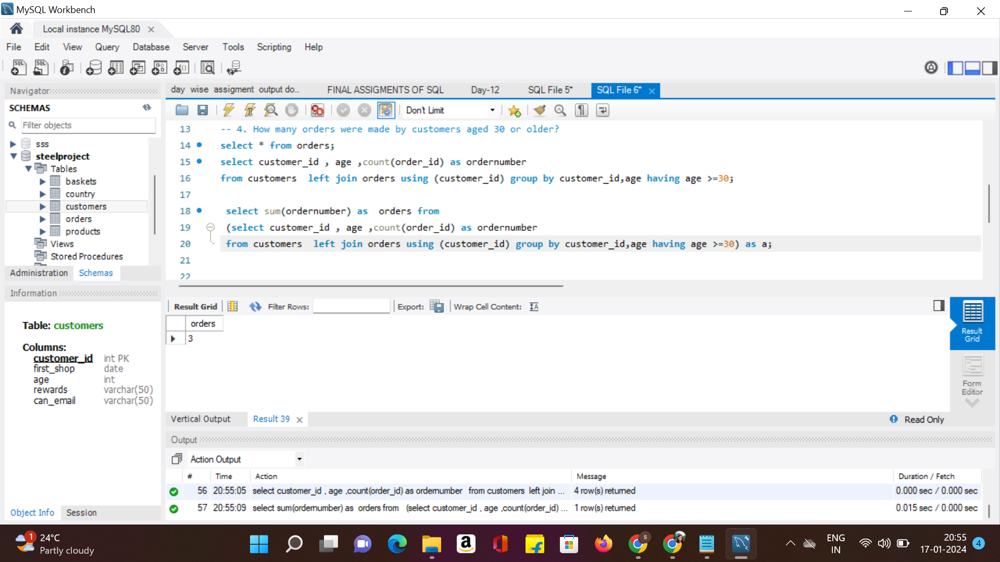 MySQL Workbench
Local instance MySQL80
File Edit View Query Database Server Tools Scripting Help
Navigator
SCHEMAS
Filter objects
sss
steelproject
Tables
baskets
country
customers
orders
products
Views
Stored Procedures
Administration Schemas
Information
Table: customers
Columns:
customer_id int PK
first_shop date
age int
rewards varchar(50)
can_email varchar(50)
Object Info Session
day wise assigment output do... FINAL ASSIGMENTS OF SQL Day-12 SQL File 5* SQL File 6*
Don't Limit
13 -- 4. How many orders were made by customers aged 30 or older?
14 select * from orders;
15 select customer_id , age ,count(order_id) as ordernumber
16 from customers left join orders using (customer_id) group by customer_id,age having age >=30;
17
18 select sum(ordernumber) as orders from
19 (select customer_id , age ,count(order_id) as ordernumber
20 from customers left join orders using (customer_id) group by customer_id,age having age >=30) as a;
21
22
Result Grid Filter Rows: Export: Wrap Cell Content:
orders
3
Result Grid
Form Editor
Vertical Output Result 39 Read Only
Output
Action Output
# Time Action Message Duration / Fetch
56 20:55:05 select customer_id , age ,count(order_id) as ordernumber from customers left join ... 4 row(s) returned 0.000 sec / 0.000 sec
57 20:55:09 select sum(ordernumber) as orders from (select customer_id , age ,count(order_id) ... 1 row(s) returned 0.015 sec / 0.000 sec
1 24°C
Partly cloudy
ENG
IN
20:55
17-01-2024
4